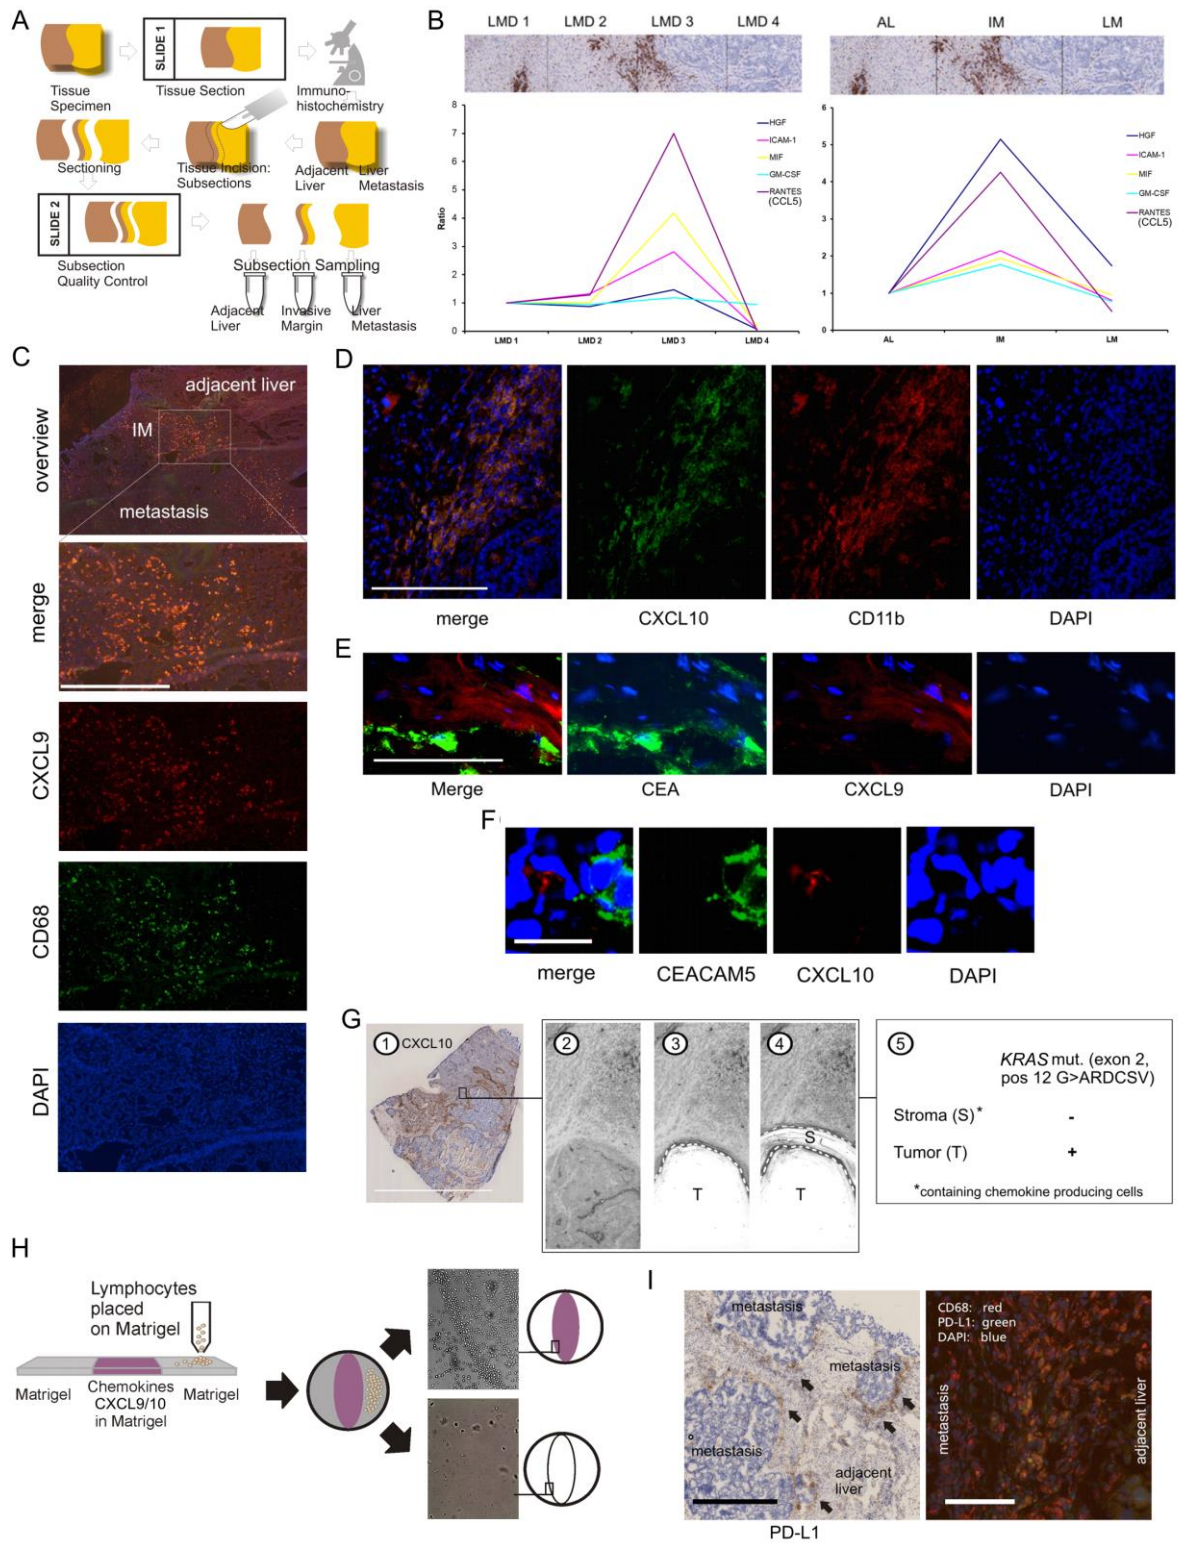 A
SLIDE 1
Tissue
Specimen
Tissue Section
Immuno-
histochemistry
Sectioning
Tissue Incision:
Subsections
Adjacent
Liver
Liver
Metastasis
SLIDE 2
Subsection
Quality Control
Subsection Sampling
Adjacent
Liver
Invasive
Margin
Liver
Metastasis
B
LMD 1 LMD 2 LMD 3 LMD 4
8
7
6
5
4
3
2
1
0
Ratio
LMD 1 LMD 2 LMD 3 LMD 4
HGF
ICAM-1
MIF
GM-CSF
RANTES
(CCL5)
AL IM LM
6
5
4
3
2
1
0
AL IM LM
HGF
ICAM-1
MIF
GM-CSF
RANTES
(CCL5)
C
overview
adjacent liver
IM
metastasis
merge
CXCL9
CD68
DAPI
D
merge CXCL10 CD11b DAPI
E
Merge CEA CXCL9 DAPI
F
merge CEACAM5 CXCL10 DAPI
G
1 CXCL10
2
3
T
4
S
T
5
KRAS mut. (exon 2,
pos 12 G>ARDCSV)
Stroma (S)* -
Tumor (T) +
*containing chemokine producing cells
H
Lymphocytes
placed
on Matrigel
Matrigel
Chemokines
CXCL9/10
in Matrigel
Matrigel
I
metastasis
metastasis
metastasis
adjacent
liver
PD-L1
CD68: red
PD-L1: green
DAPI: blue
metastasis
adjacent liver